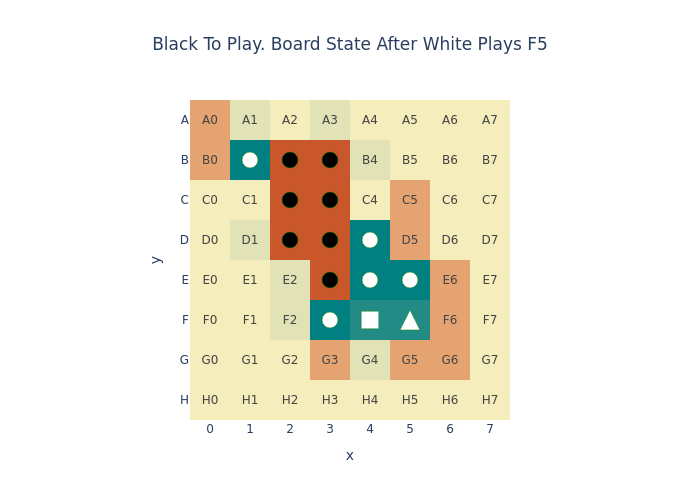 Black To Play. Board State After White Plays F5
A A0 A1 A2 A3 A4 A5 A6 A7
B B0 B4 B5 B6 B7
C C0 C1 C4 C5 C6 C7
D D0 D1 D5 D6 D7
y
E E0 E1 E2 E6 E7
F F0 F1 F2 F6 F7
G G0 G1 G2 G3 G4 G5 G6 G7
H H0 H1 H2 H3 H4 H5 H6 H7
0 1 2 3 4 5 6 7
x